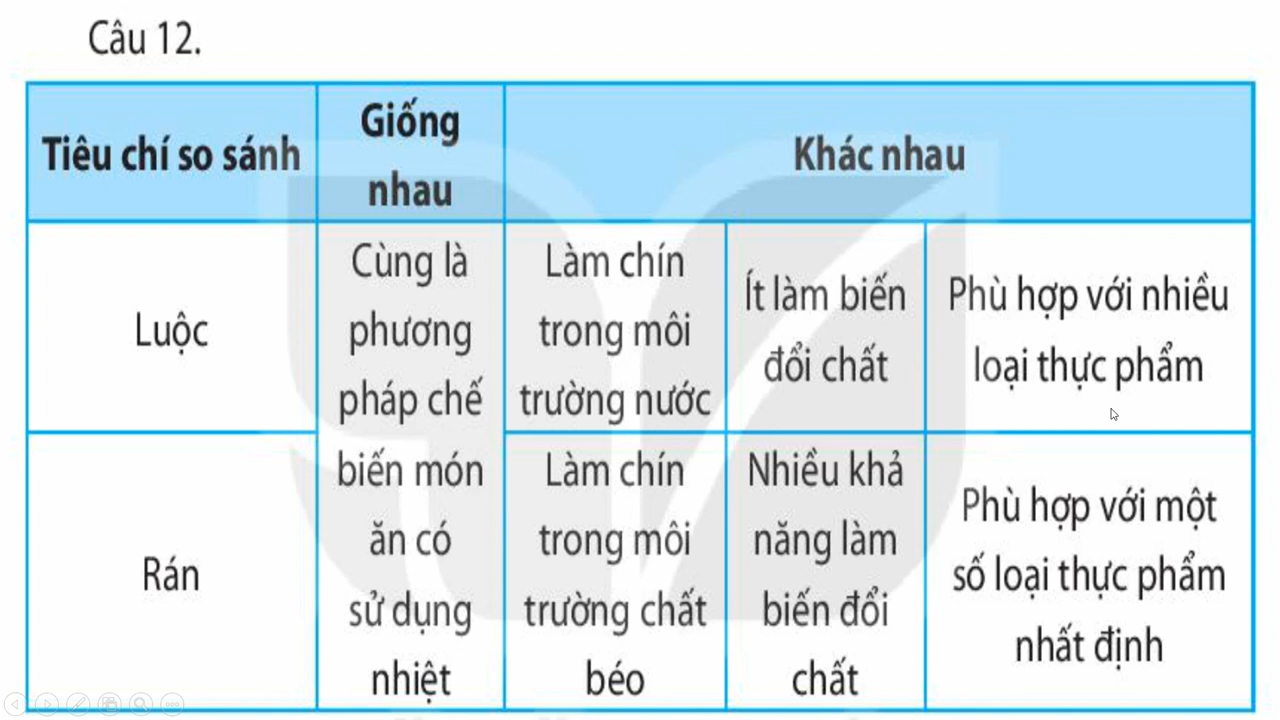 Câu 12.
Tiêu chí so sánh
Giống
nhau
Khác nhau
Luộc
Cùng là
phương
pháp chế
biến món
ăn có
sử dụng
nhiệt
Làm chín
trong môi
trường nước
Ít làm biến
đổi chất
Phù hợp với nhiều
loại thực phẩm
Rán
Làm chín
trong môi
trường chất
béo
Nhiều khả
năng làm
biến đổi
chất
Phù hợp với một
số loại thực phẩm
nhất định